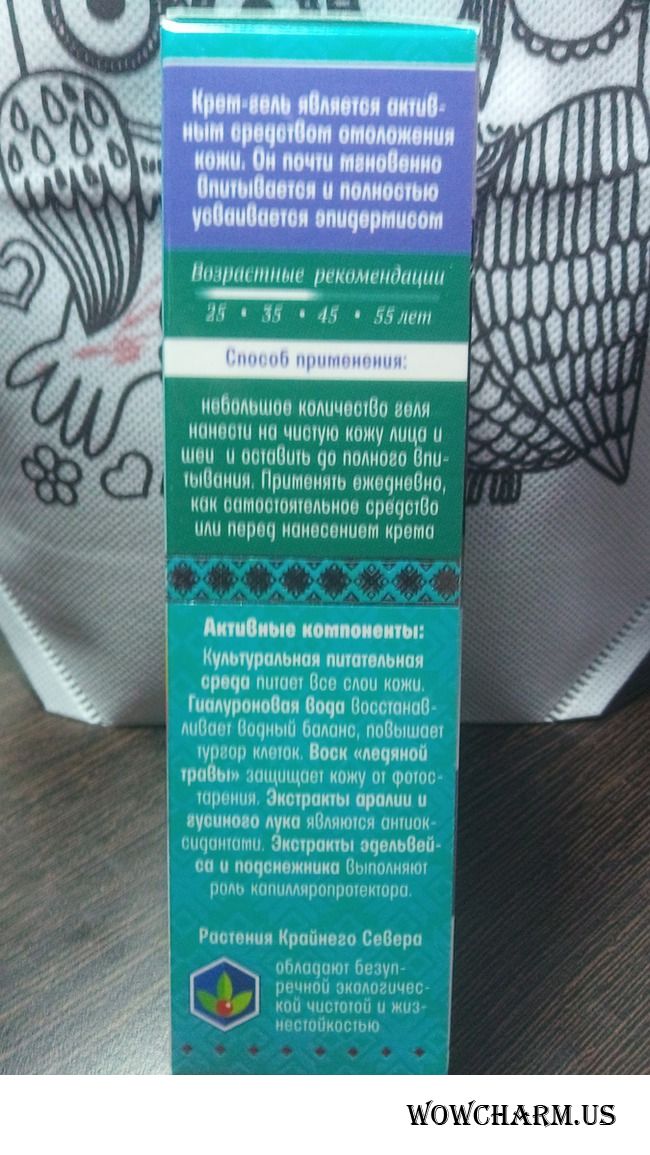 Крем-гель является актив-
ным средством омоложения
кожи. Он почти мгновенно
впитывается и полностью
усваивается эпидермисом
Возрастные рекомендации
25 • 35 • 45 • 55 лет
Способ применения:
небольшое количество геля
нанести на чистую кожу лица и
шеи и оставить до полного впи-
тывания. Применять ежедневно,
как самостоятельное средство
или перед нанесением крема
Активные компоненты:
Культуральная питательная
среда питает все слои кожи.
Гиалуроновая вода восстанав-
ливает водный баланс, повышает
тургор клеток. Воск «ледяной
травы» защищает кожу от фотос-
тарения. Экстракты аралии и
гусиного лука являются антиок-
сидантами. Экстракты эдельвей-
са и подснежника выполняют
роль капилляропротектора.
Растения Крайнего Севера
обладают безуп-
речной экологичес-
кой чистотой и жиз-
нестойкостью
WOWCHARM.US